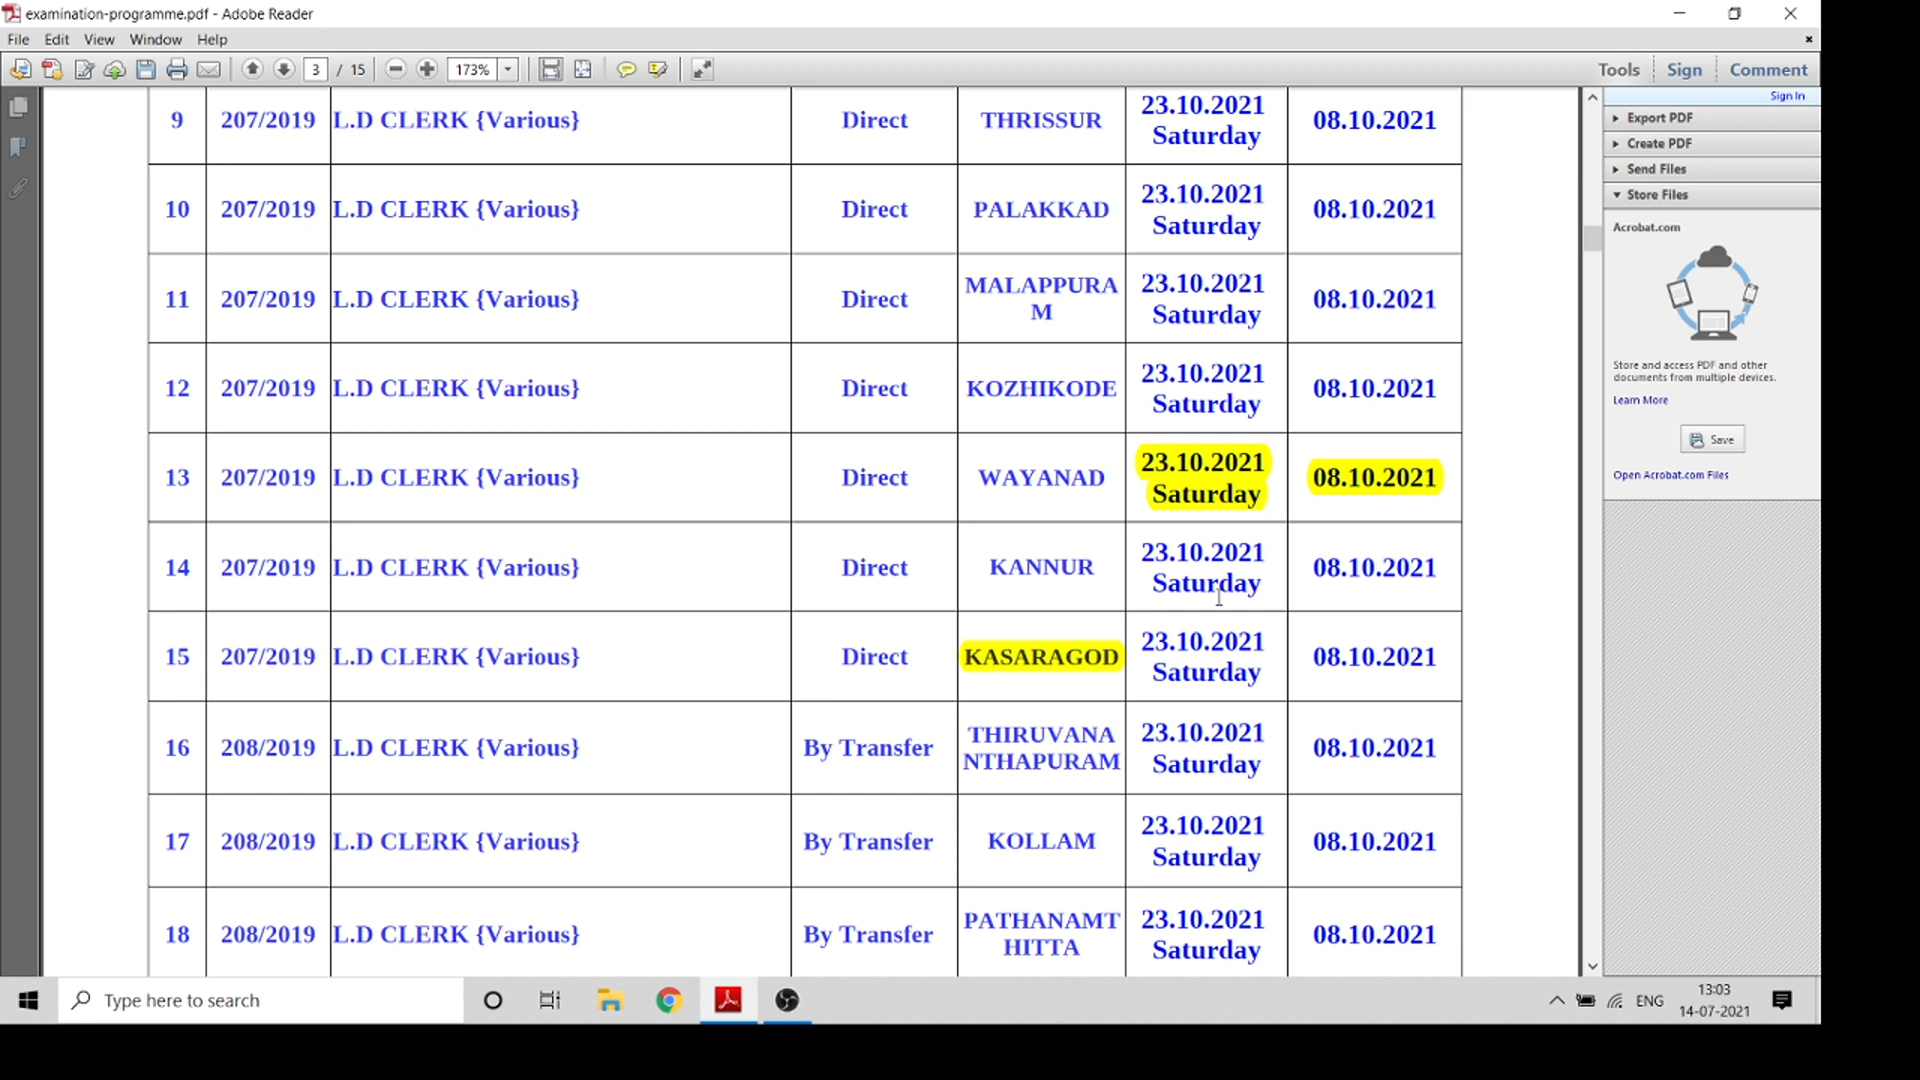 examination-programme.pdf - Adobe Reader
File Edit View Window Help
3 / 15 173% Tools Sign Comment
Sign In
Export PDF
Create PDF
Send Files
Store Files
Acrobat.com
Store and access PDF and other
documents from multiple devices.
Learn More
Save
Open Acrobat.com Files
9 207/2019 L.D CLERK {Various} Direct THRISSUR 23.10.2021
Saturday 08.10.2021
10 207/2019 L.D CLERK {Various} Direct PALAKKAD 23.10.2021
Saturday 08.10.2021
11 207/2019 L.D CLERK {Various} Direct MALAPPURA
M 23.10.2021
Saturday 08.10.2021
12 207/2019 L.D CLERK {Various} Direct KOZHIKODE 23.10.2021
Saturday 08.10.2021
13 207/2019 L.D CLERK {Various} Direct WAYANAD 23.10.2021
Saturday 08.10.2021
14 207/2019 L.D CLERK {Various} Direct KANNUR 23.10.2021
Saturday 08.10.2021
15 207/2019 L.D CLERK {Various} Direct KASARAGOD 23.10.2021
Saturday 08.10.2021
16 208/2019 L.D CLERK {Various} By Transfer THIRUVANA
NTHAPURAM 23.10.2021
Saturday 08.10.2021
17 208/2019 L.D CLERK {Various} By Transfer KOLLAM 23.10.2021
Saturday 08.10.2021
18 208/2019 L.D CLERK {Various} By Transfer PATHANAMT
HITTA 23.10.2021
Saturday 08.10.2021
Type here to search
ENG
13:03
14-07-2021